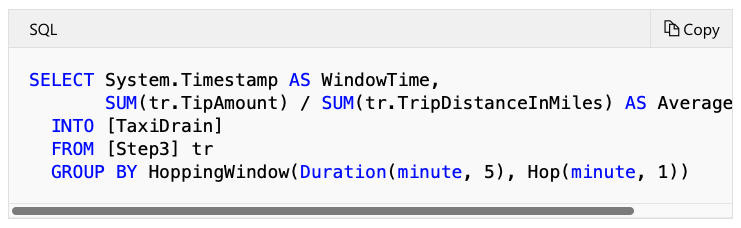 SQL
Copy
SELECT System.Timestamp AS WindowTime,
SUM(tr.TipAmount) / SUM(tr.TripDistanceInMiles) AS Average
INTO [TaxiDrain]
FROM [Step3] tr
GROUP BY HoppingWindow(Duration(minute, 5), Hop(minute, 1))